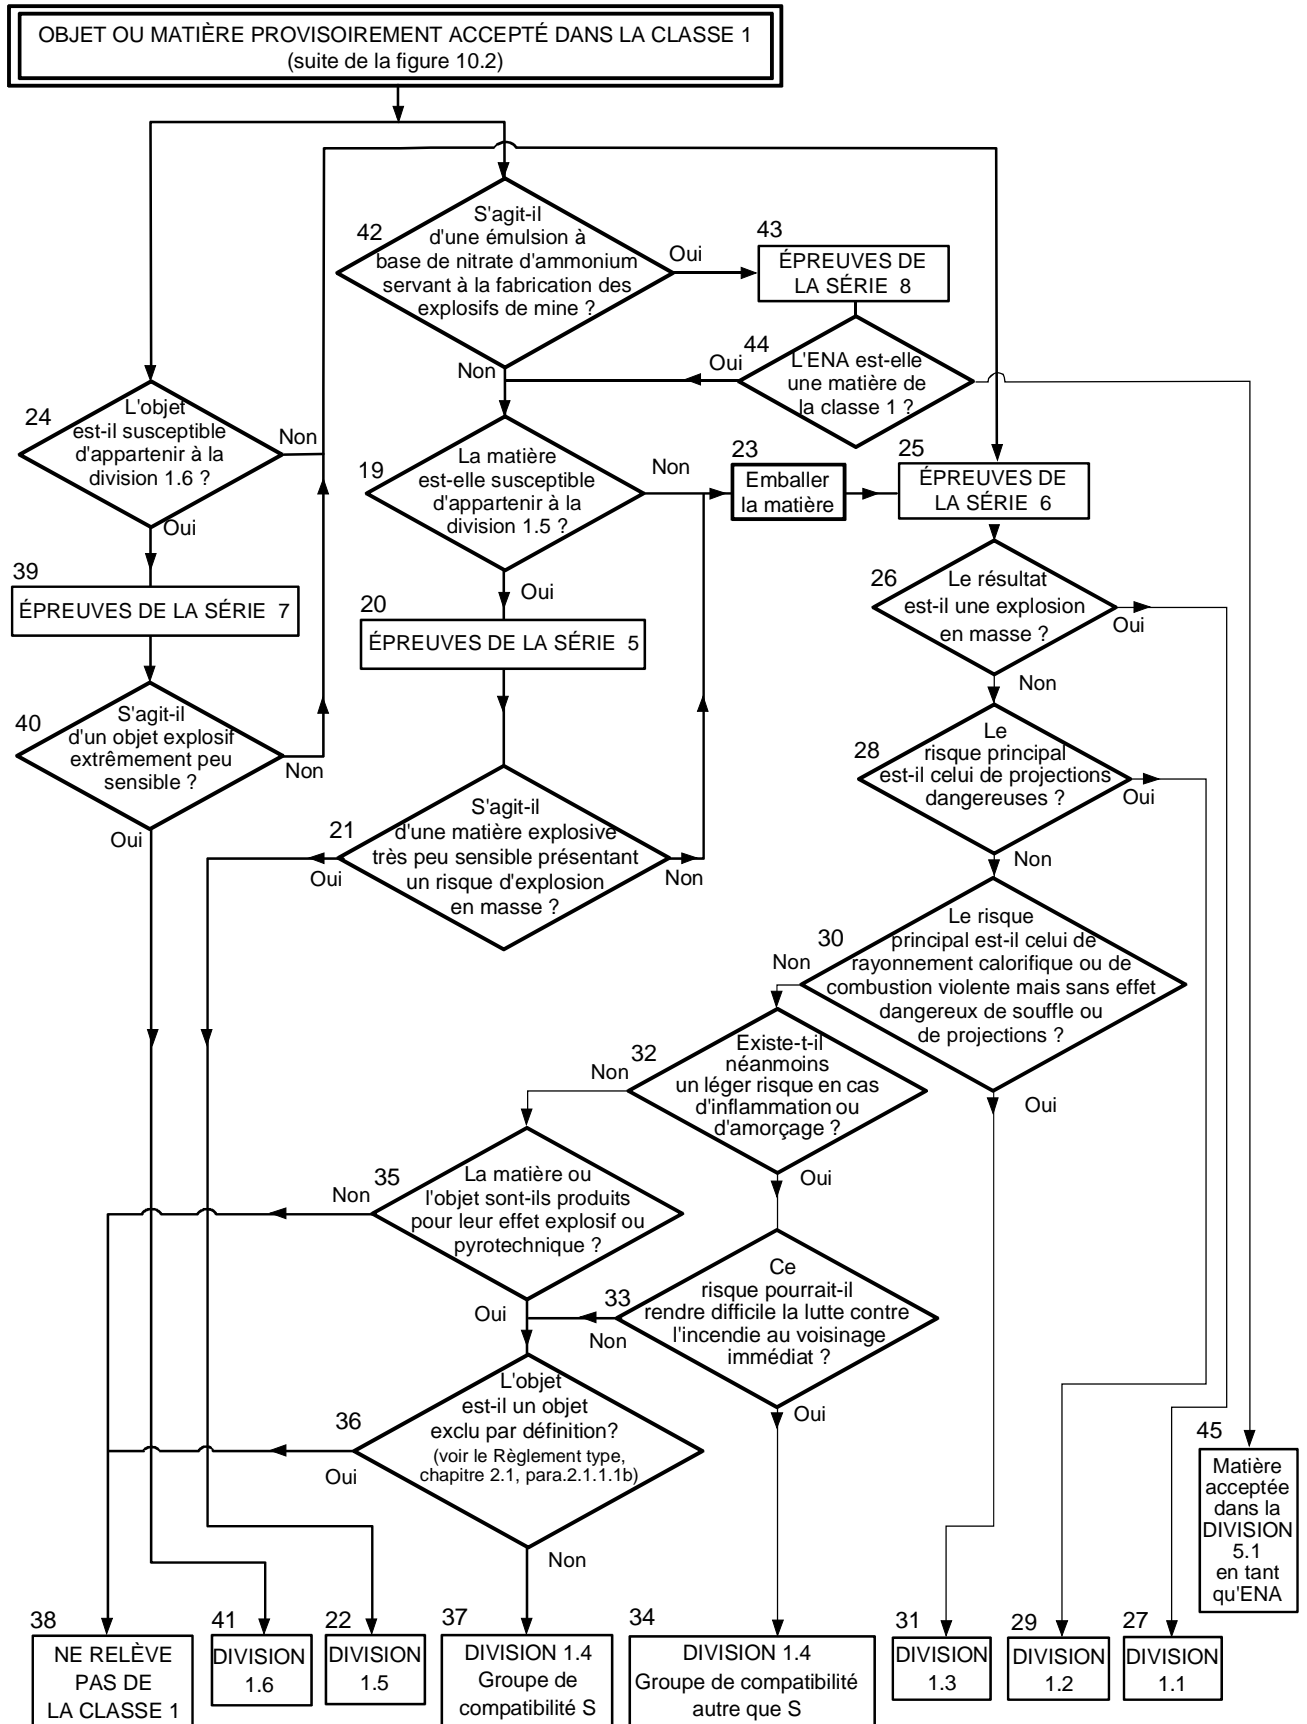 OBJET OU MATIÈRE PROVISOIREMENT ACCEPTÉ DANS LA CLASSE 1
(suite de la figure 10.2)
42
S'agit-il
d'une émulsion à
base de nitrate d'ammonium
servant à la fabrication des
explosifs de mine ?
Oui
Non
43
ÉPREUVES DE
LA SÉRIE 8
44
L'ENA est-elle
une matière de
la classe 1 ?
Oui
24
L'objet
est-il susceptible
d'appartenir à la
division 1.6 ?
Non
Oui
19
La matière
est-elle susceptible
d'appartenir à la
division 1.5 ?
Non
Oui
23
Emballer
la matière
25
ÉPREUVES DE
LA SÉRIE 6
26
Le résultat
est-il une explosion
en masse ?
Oui
Non
39
ÉPREUVES DE LA SÉRIE 7
20
ÉPREUVES DE LA SÉRIE 5
40
S'agit-il
d'un objet explosif
extrêmement peu
sensible ?
Non
Oui
28
Le
risque principal
est-il celui de projections
dangereuses ?
Oui
Non
21
S'agit-il
d'une matière explosive
très peu sensible présentant
un risque d'explosion
en masse ?
Oui
Non
30
Le risque
principal est-il celui de
rayonnement calorifique ou de
combustion violente mais sans effet
dangereux de souffle ou
de projections ?
Non
Oui
32
Existe-t-il
néanmoins
un léger risque en cas
d'inflammation ou
d'amorçage ?
Non
Oui
35
La matière ou
l'objet sont-ils produits
pour leur effet explosif ou
pyrotechnique ?
Non
Oui
33
Ce
risque pourrait-il
rendre difficile la lutte contre
l'incendie au voisinage
immédiat ?
Non
Oui
36
L'objet
est-il un objet
exclu par définition?
(voir le Règlement type,
chapitre 2.1, para.2.1.1.1b)
Oui
Non
45
Matière
acceptée
dans la
DIVISION
5.1
en tant
qu'ENA
38
NE RELÈVE
PAS DE
LA CLASSE 1
41
DIVISION
1.6
22
DIVISION
1.5
37
DIVISION 1.4
Groupe de
compatibilité S
34
DIVISION 1.4
Groupe de compatibilité
autre que S
31
DIVISION
1.3
29
DIVISION
1.2
27
DIVISION
1.1